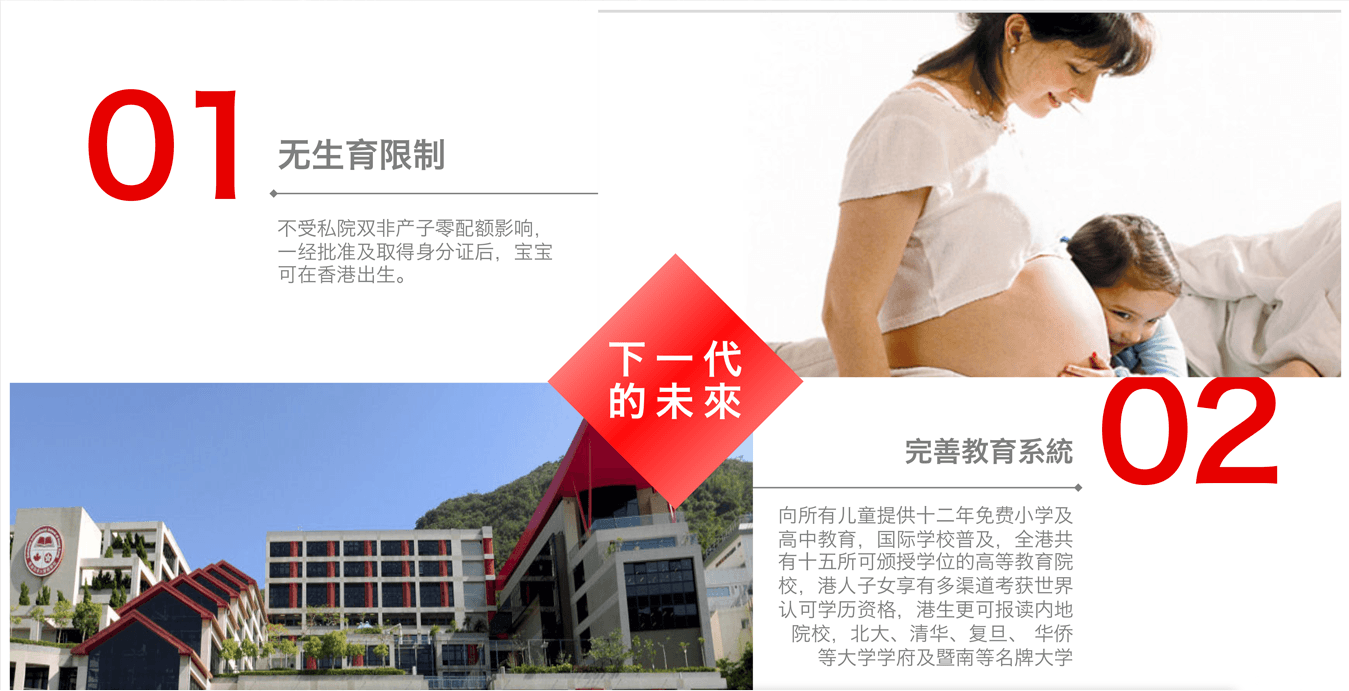 01
无生育限制
不受私院双非产子零配额影响，
一经批准及取得身分证后，宝宝
可在香港出生。
下一代
的未來
02
完善教育系統
向所有儿童提供十二年免费小学及
高中教育，国际学校普及，全港共
有十五所可颁授学位的高等教育院
校，港人子女享有多渠道考获世界
认可学历资格，港生更可报读内地
院校，北大、清华、复旦、 华侨
等大学学府及暨南等名牌大学